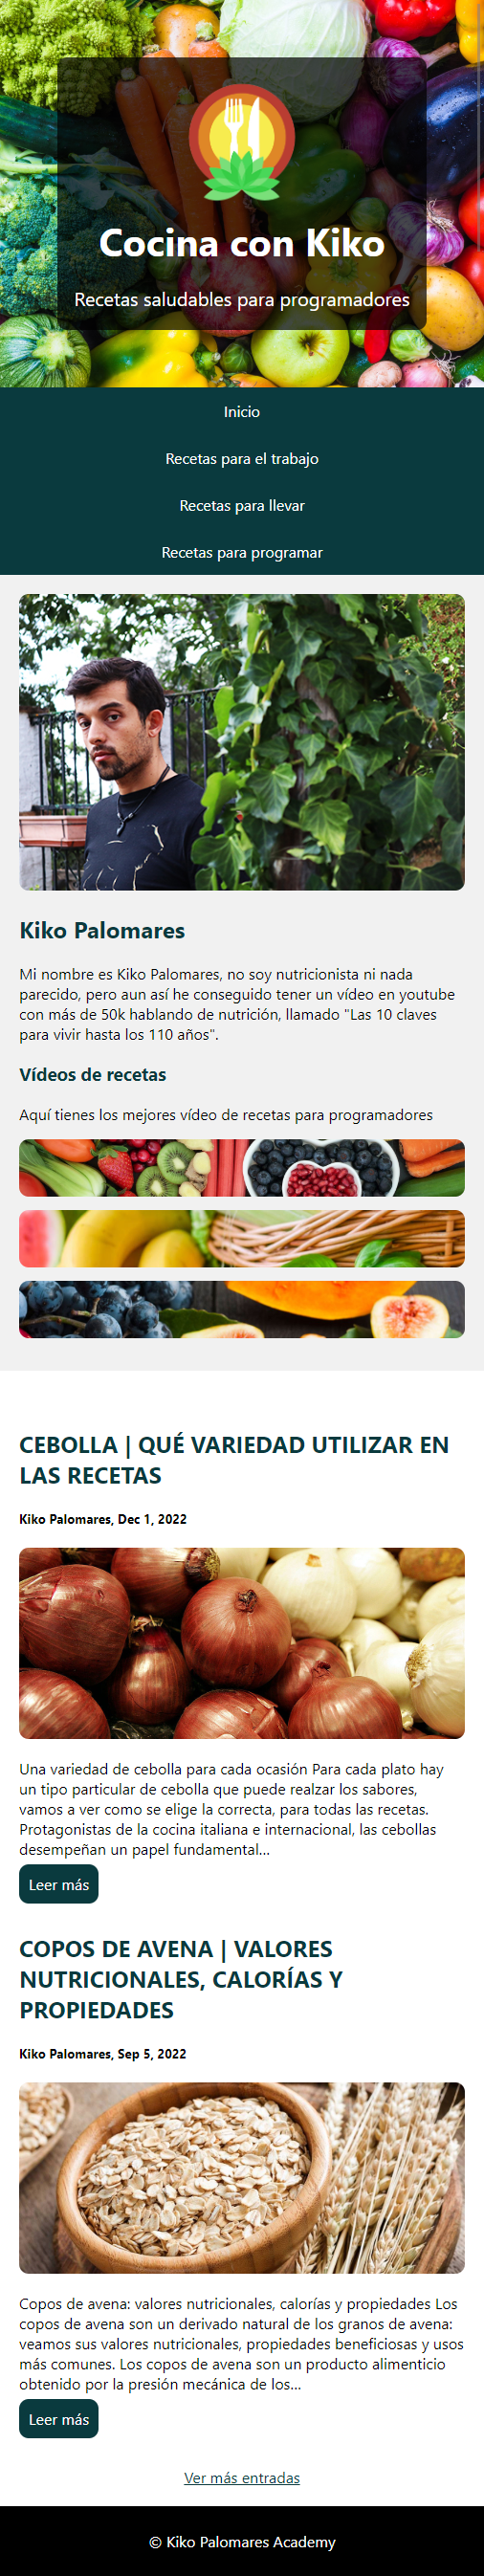 Cocina con Kiko
Recetas saludables para programadores
Inicio
Recetas para el trabajo
Recetas para llevar
Recetas para programar
Kiko Palomares
Mi nombre es Kiko Palomares, no soy nutricionista ni nada
parecido, pero aun así he conseguido tener un vídeo en youtube
con más de 50k hablando de nutrición, llamado "Las 10 claves
para vivir hasta los 110 años".
Vídeos de recetas
Aquí tienes los mejores vídeo de recetas para programadores
CEBOLLA | QUÉ VARIEDAD UTILIZAR EN
LAS RECETAS
Kiko Palomares, Dec 1, 2022
Una variedad de cebolla para cada ocasión Para cada plato hay
un tipo particular de cebolla que puede realzar los sabores,
vamos a ver como se elige la correcta, para todas las recetas.
Protagonistas de la cocina italiana e internacional, las cebollas
desempeñan un papel fundamental...
Leer más
COPOS DE AVENA | VALORES
NUTRICIONALES, CALORÍAS Y
PROPIEDADES
Kiko Palomares, Sep 5, 2022
Copos de avena: valores nutricionales, calorías y propiedades Los
copos de avena son un derivado natural de los granos de avena:
veamos sus valores nutricionales, propiedades beneficiosas y usos
más comunes. Los copos de avena son un producto alimenticio
obtenido por la presión mecánica de los...
Leer más
Ver más entradas
© Kiko Palomares Academy